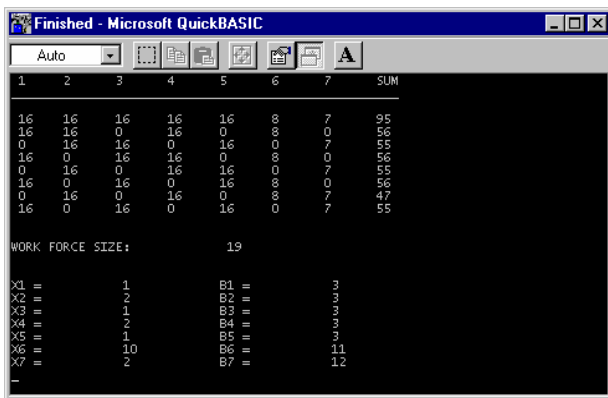 Finished - Microsoft QuickBASIC
Auto
A
1 2 3 4 5 6 7 SUM
16 16 16 16 16 8 7 95
16 16 0 16 0 8 0 56
0 16 16 0 16 0 7 55
16 0 16 16 0 8 0 56
0 16 0 16 16 0 7 55
16 0 16 0 16 8 0 56
0 16 0 16 0 8 7 47
16 0 16 0 16 0 7 55
WORK FORCE SIZE: 19
X1 = 1 B1 = 3
X2 = 2 B2 = 3
X3 = 1 B3 = 3
X4 = 2 B4 = 3
X5 = 1 B5 = 3
X6 = 10 B6 = 11
X7 = 2 B7 = 12